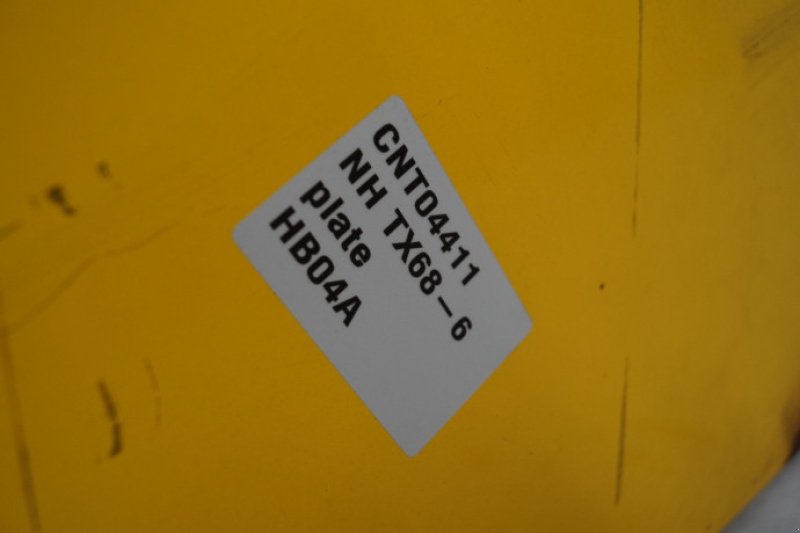 CNT04411
NH TX68-6
plate
HB04A